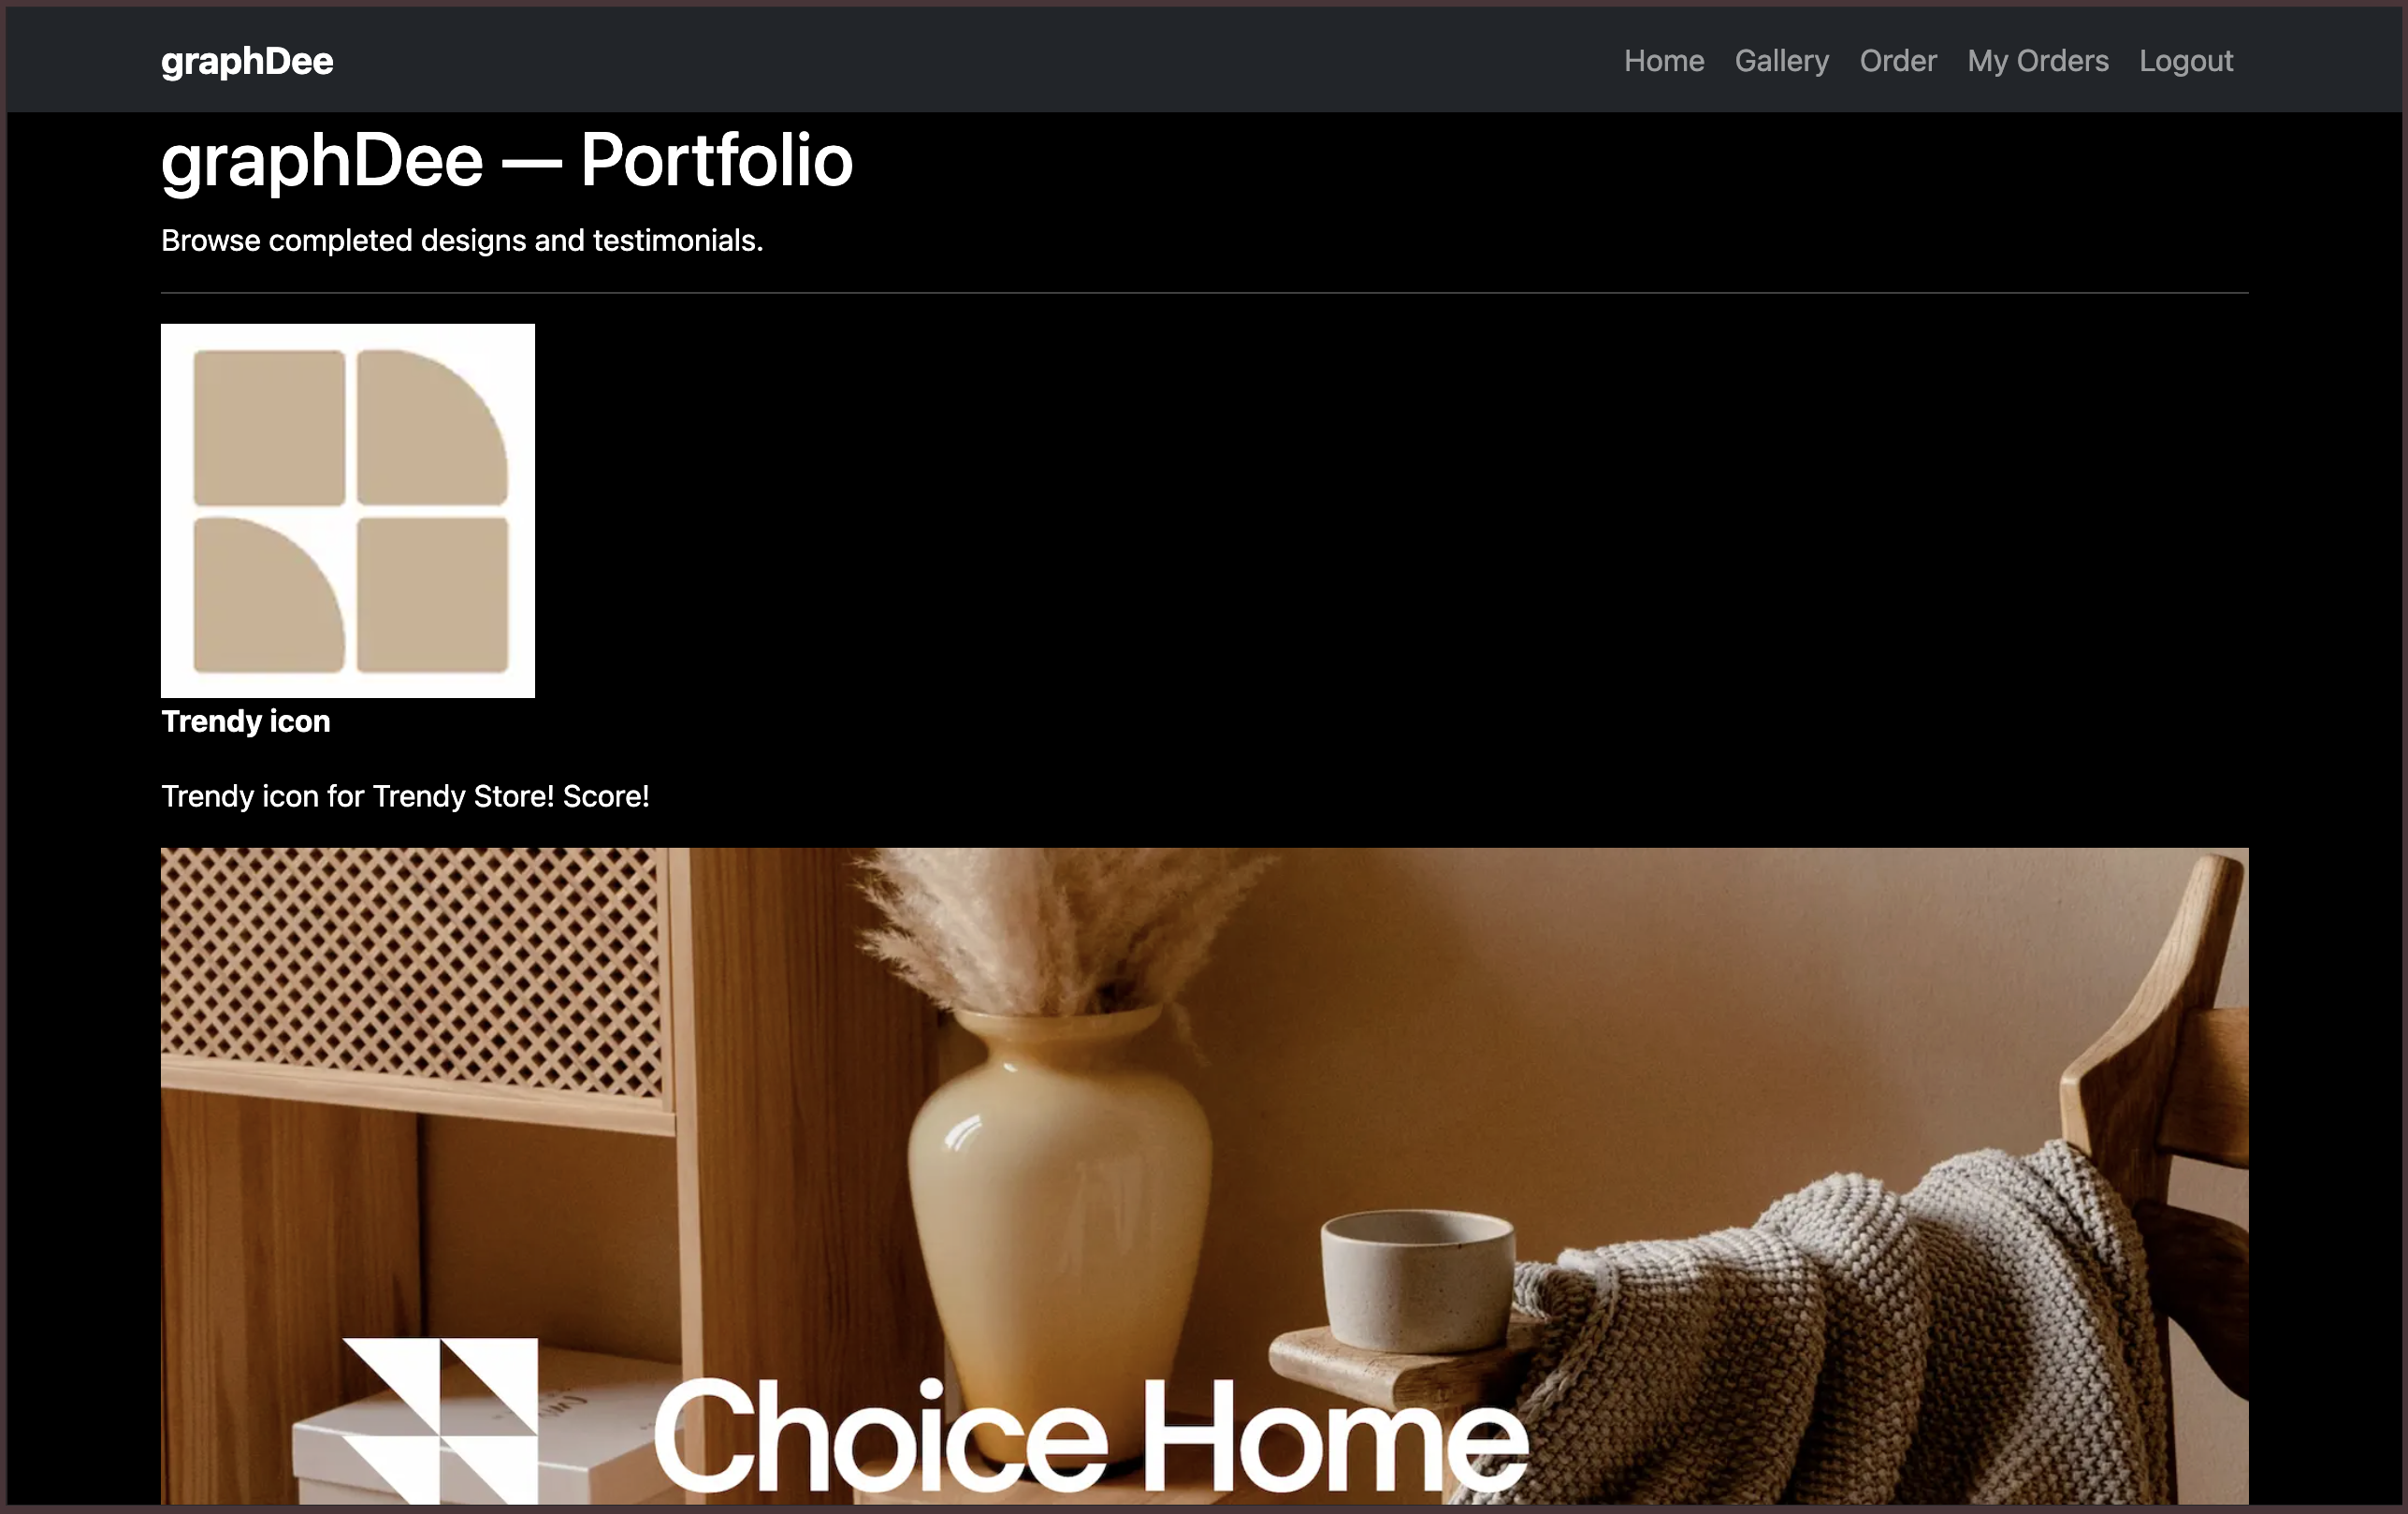 graphDee
Home Gallery Order My Orders Logout
graphDee — Portfolio
Browse completed designs and testimonials.
Trendy icon
Trendy icon for Trendy Store! Score!
Choice Home